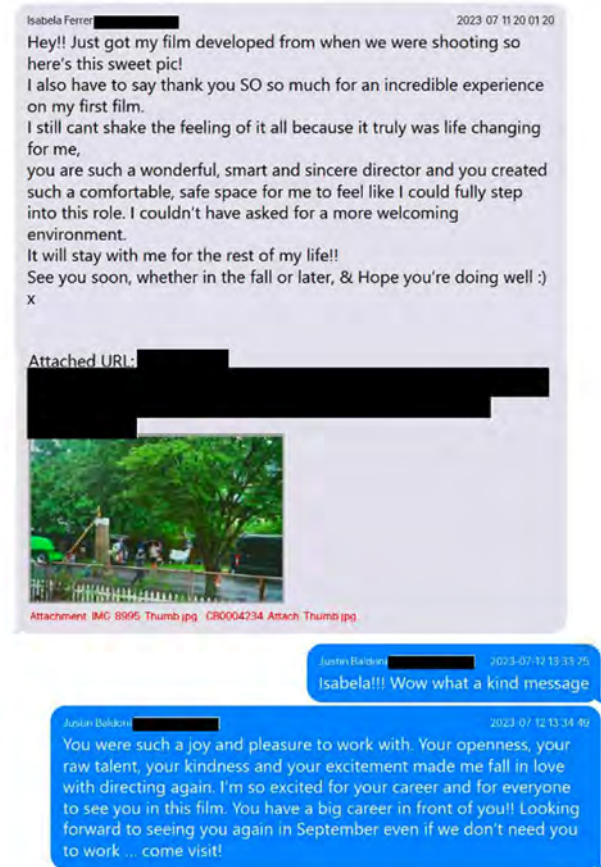 Isabela Ferrer
2023 07 11 20 01 20
Hey!! Just got my film developed from when we were shooting so
here's this sweet pic!
I also have to say thank you SO so much for an incredible experience
on my first film.
I still cant shake the feeling of it all because it truly was life changing
for me,
you are such a wonderful, smart and sincere director and you created
such a comfortable, safe space for me to feel like I could fully step
into this role. I couldn't have asked for a more welcoming
environment.
It will stay with me for the rest of my life!!
See you soon, whether in the fall or later, & Hope you're doing well :)
x
Attached URL:
Attachment IMG 8995 Thumb jpg CB0004234 Attach Thumb jpg
Justin Baldoni
2023-07-12 13 33 25
Isabela!!! Wow what a kind message
Justin Baldoni
2023 07 12 13 34 49
You were such a joy and pleasure to work with. Your openness, your
raw talent, your kindness and your excitement made me fall in love
with directing again. I'm so excited for your career and for everyone
to see you in this film. You have a big career in front of you!! Looking
forward to seeing you again in September even if we don't need you
to work ... come visit!